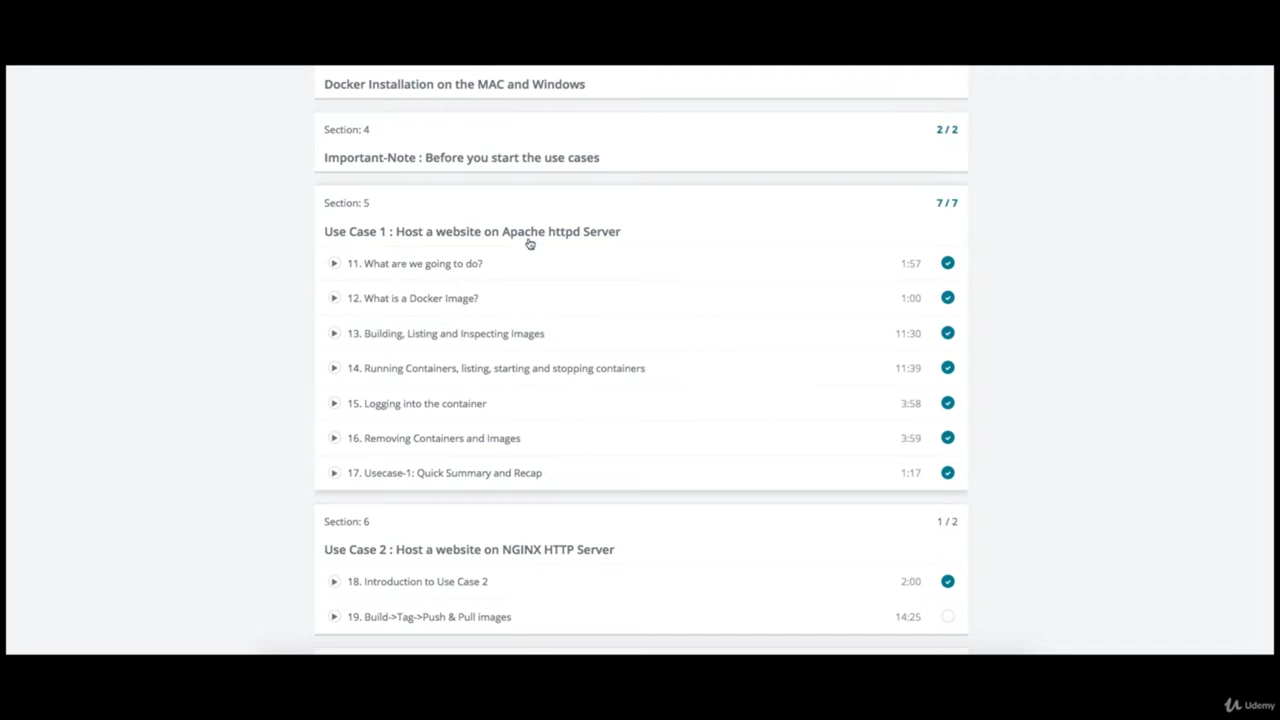 Docker Installation on the MAC and Windows
Section: 4
2 / 2
Important-Note : Before you start the use cases
Section: 5
7 / 7
Use Case 1 : Host a website on Apache httpd Server
11. What are we going to do?
1:57
12. What is a Docker Image?
1:00
13. Building, Listing and Inspecting Images
11:30
14. Running Containers, listing, starting and stopping containers
11:39
15. Logging into the container
3:58
16. Removing Containers and Images
3:59
17. Usecase-1: Quick Summary and Recap
1:17
Section: 6
1 / 2
Use Case 2 : Host a website on NGINX HTTP Server
18. Introduction to Use Case 2
2:00
19. Build->Tag->Push & Pull images
14:25
Udemy